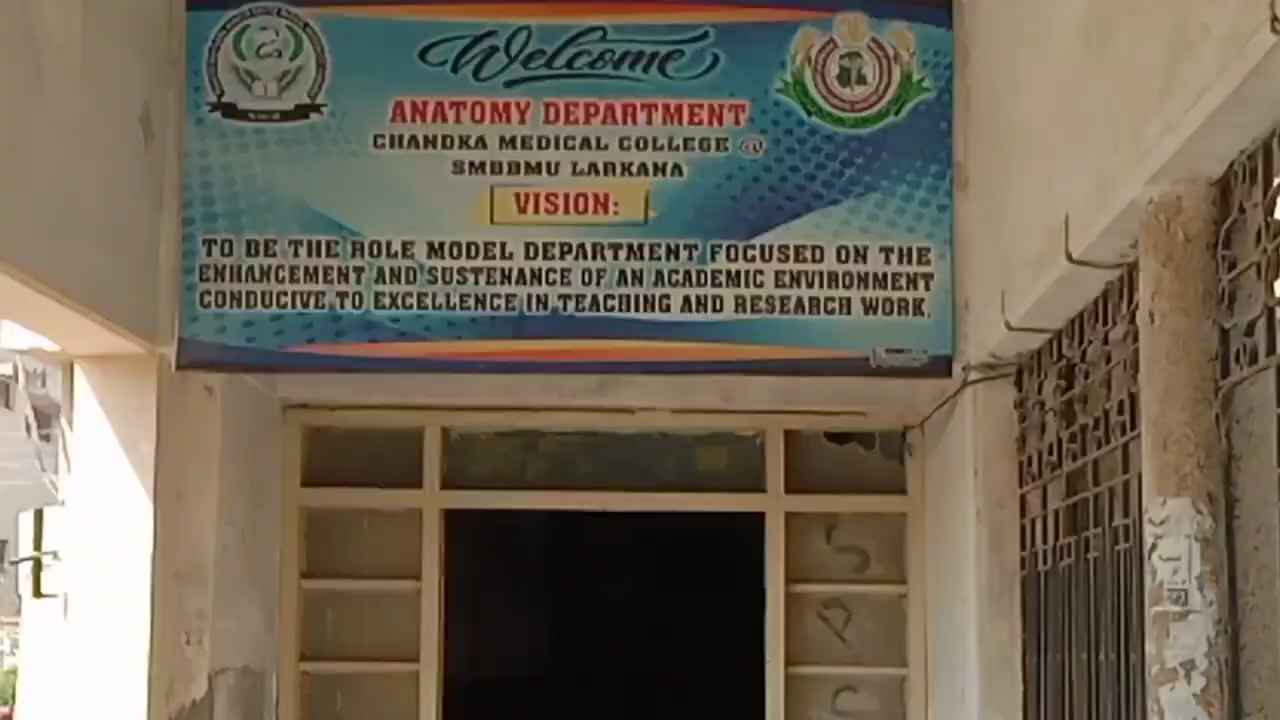 Welcome
ANATOMY DEPARTMENT
CHANDKA MEDICAL COLLEGE @
SMBBMU LARKANA
VISION:
TO BE THE ROLE MODEL DEPARTMENT FOCUSED ON THE
ENHANCEMENT AND SUSTENANCE OF AN ACADEMIC ENVIRONMENT
CONDUCIVE TO EXCELLENCE IN TEACHING AND RESEARCH WORK.